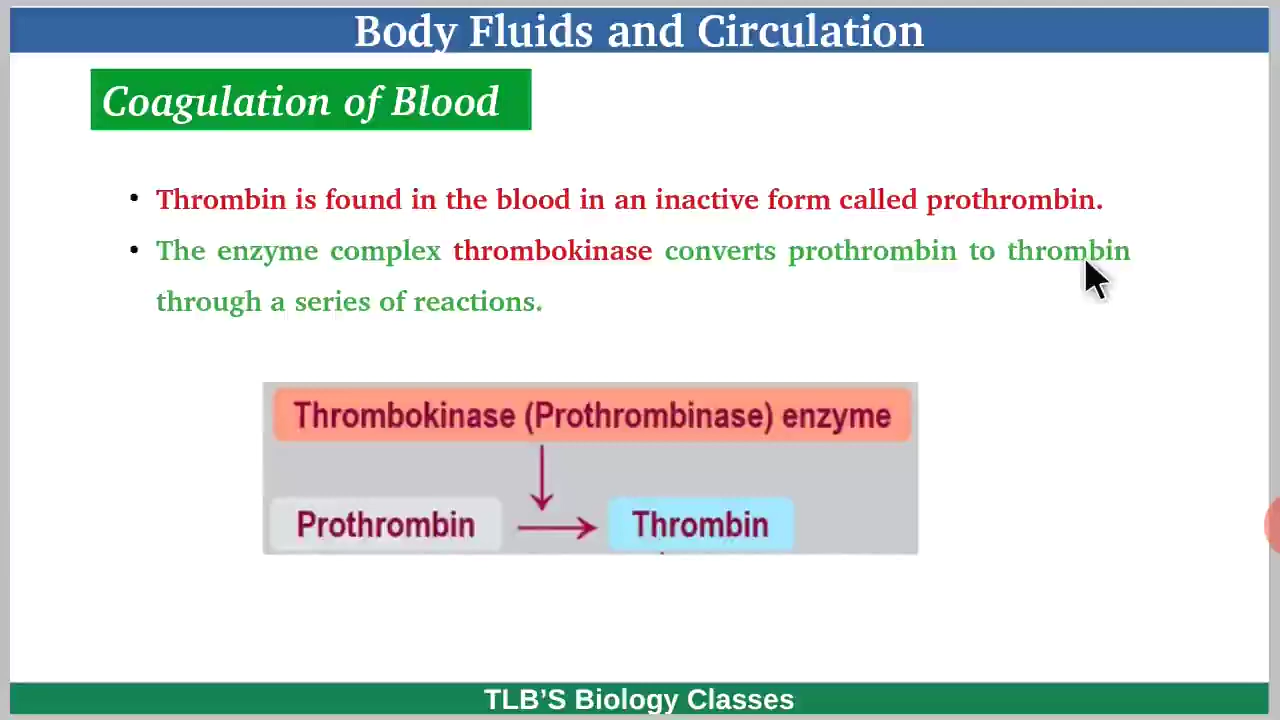 Body Fluids and Circulation
Coagulation of Blood
• Thrombin is found in the blood in an inactive form called prothrombin.
• The enzyme complex thrombokinase converts prothrombin to thrombin
through a series of reactions.
Thrombokinase (Prothrombinase) enzyme
Prothrombin → Thrombin
TLB’S Biology Classes